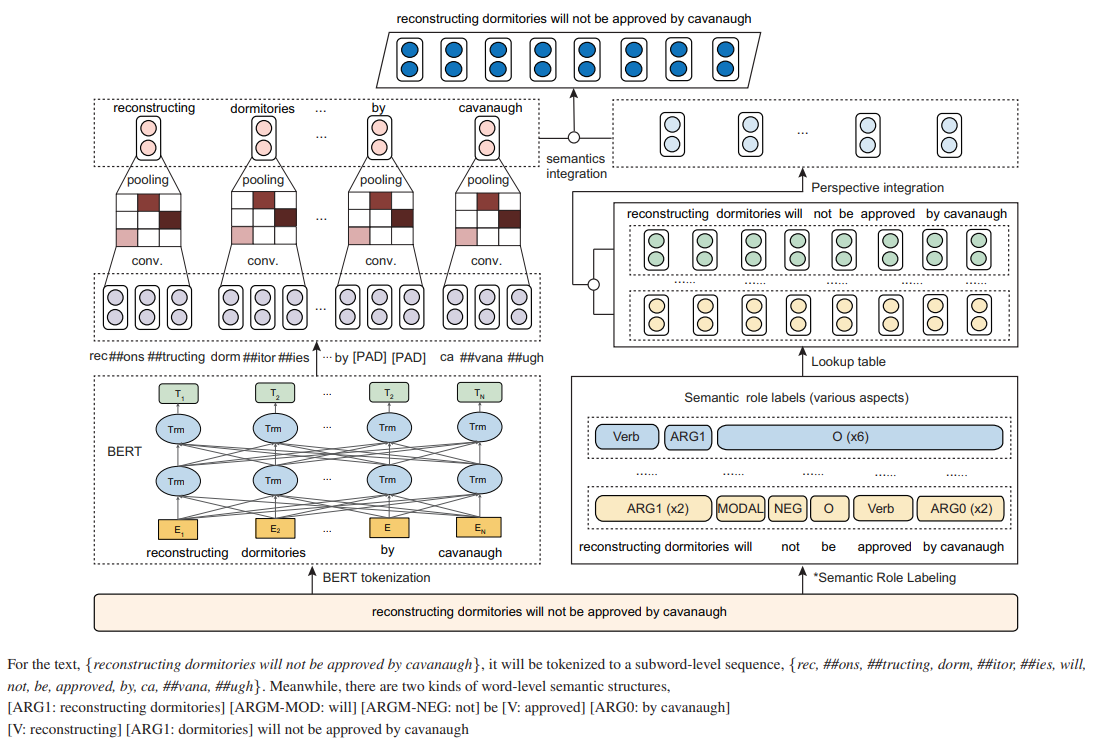 reconstructing dormitories will not be approved by cavanaugh
reconstructing dormitories ... by cavanaugh
...
pooling pooling pooling pooling
...
conv. conv. conv. conv.
...
rec ##ons ##tructing dorm ##itor ##ies ... by [PAD] [PAD] ca ##vana ##ugh
T1 T2 ... T2 TN
Trm Trm ... Trm Trm
BERT
Trm Trm ... Trm Trm
E1 E2 ... E EN
reconstructing dormitories ... by cavanaugh
BERT tokenization
semantics
integration
...
Perspective integration
reconstructing dormitories will not be approved by cavanaugh
...... ...... ...... ...... ......
Lookup table
Semantic role labels (various aspects)
Verb ARG1 O (x6)
...... ...... ...... ...... ......
ARG1 (x2) MODAL NEG O Verb ARG0 (x2)
reconstructing dormitories will not be approved by cavanaugh
*Semantic Role Labeling
reconstructing dormitories will not be approved by cavanaugh
For the text, {reconstructing dormitories will not be approved by cavanaugh}, it will be tokenized to a subword-level sequence, {rec, ##ons, ##tructing, dorm, ##itor, ##ies, will,
not, be, approved, by, ca, ##vana, ##ugh}. Meanwhile, there are two kinds of word-level semantic structures,
[ARG1: reconstructing dormitories] [ARGM-MOD: will] [ARGM-NEG: not] be [V: approved] [ARG0: by cavanaugh]
[V: reconstructing] [ARG1: dormitories] will not be approved by cavanaugh